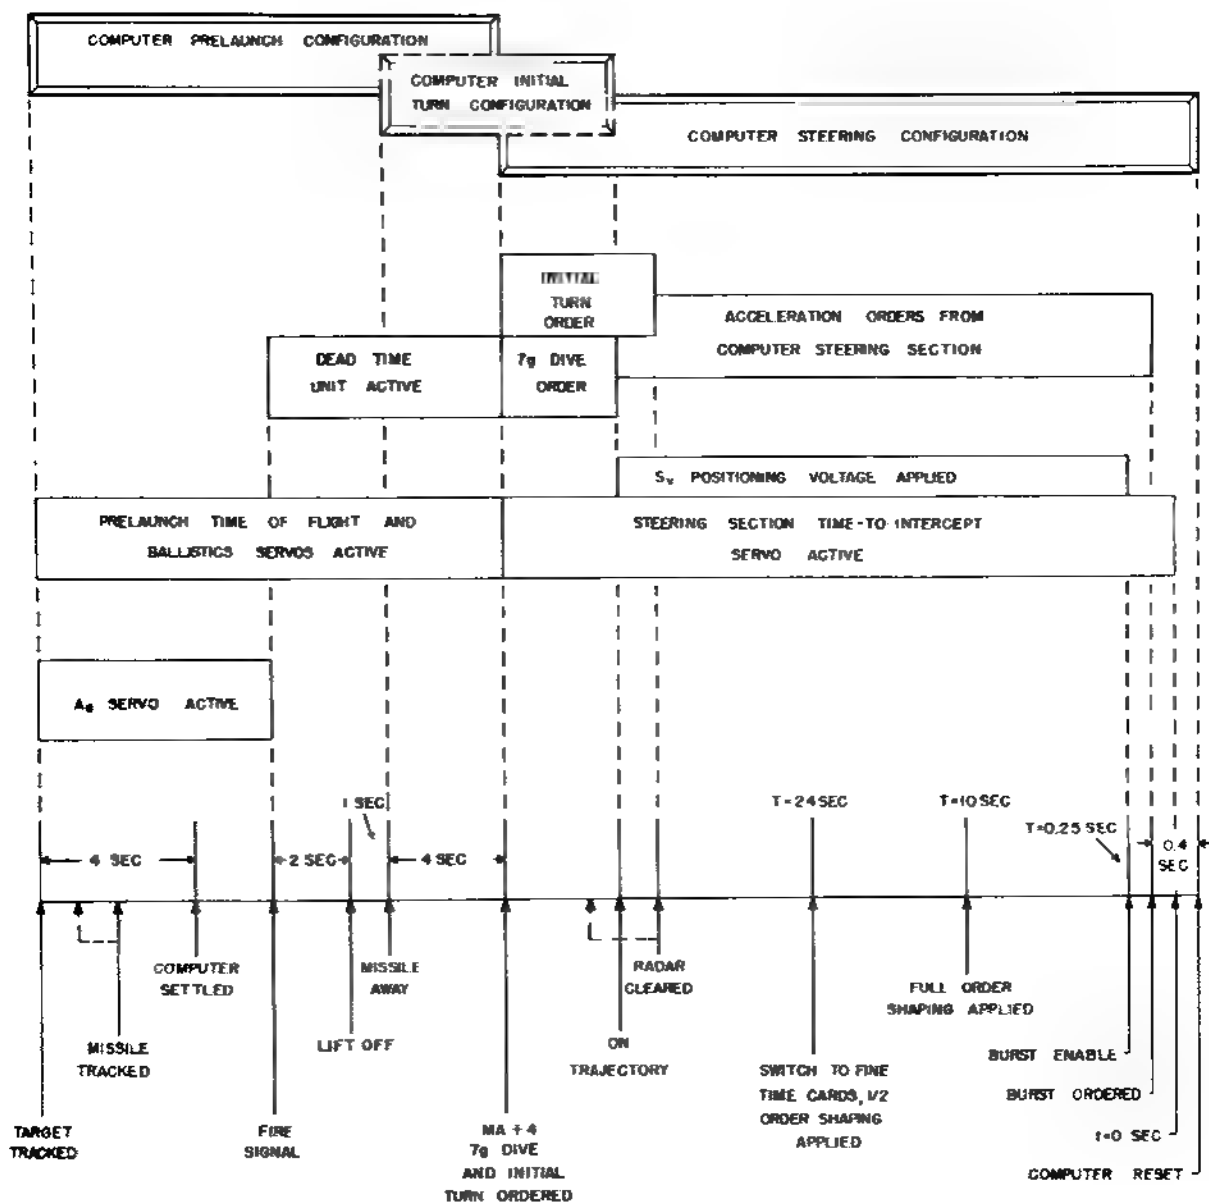 COMPUTER PRELAUNCH CONFIGURATION
COMPUTER INITIAL
TURN CONFIGURATION
COMPUTER STEERING CONFIGURATION
INITIAL
TURN
ORDER
ACCELERATION ORDERS FROM
COMPUTER STEERING SECTION
DEAD TIME
UNIT ACTIVE
7g DIVE
ORDER
Sv POSITIONING VOLTAGE APPLIED
PRELAUNCH TIME OF FLIGHT AND
BALLISTICS SERVOS ACTIVE
STEERING SECTION TIME-TO-INTERCEPT
SERVO ACTIVE
SERVO ACTIVE
1 SEC
T=24 SEC
T=10 SEC
T=0.25 SEC
4 SEC
2 SEC
4 SEC
0.4
SEC
COMPUTER
SETTLED
MISSILE
AWAY
RADAR
CLEARED
FULL ORDER
SHAPING APPLIED
MISSILE
TRACKED
LIFT OFF
ON
TRAJECTORY
SWITCH TO FINE
TIME CARDS, 1/2
ORDER SHAPING
APPLIED
BURST ENABLE
BURST ORDERED
TARGET
TRACKED
FIRE
SIGNAL
MA + 4
7g DIVE
AND INITIAL
TURN ORDERED
t=0 SEC
COMPUTER RESET